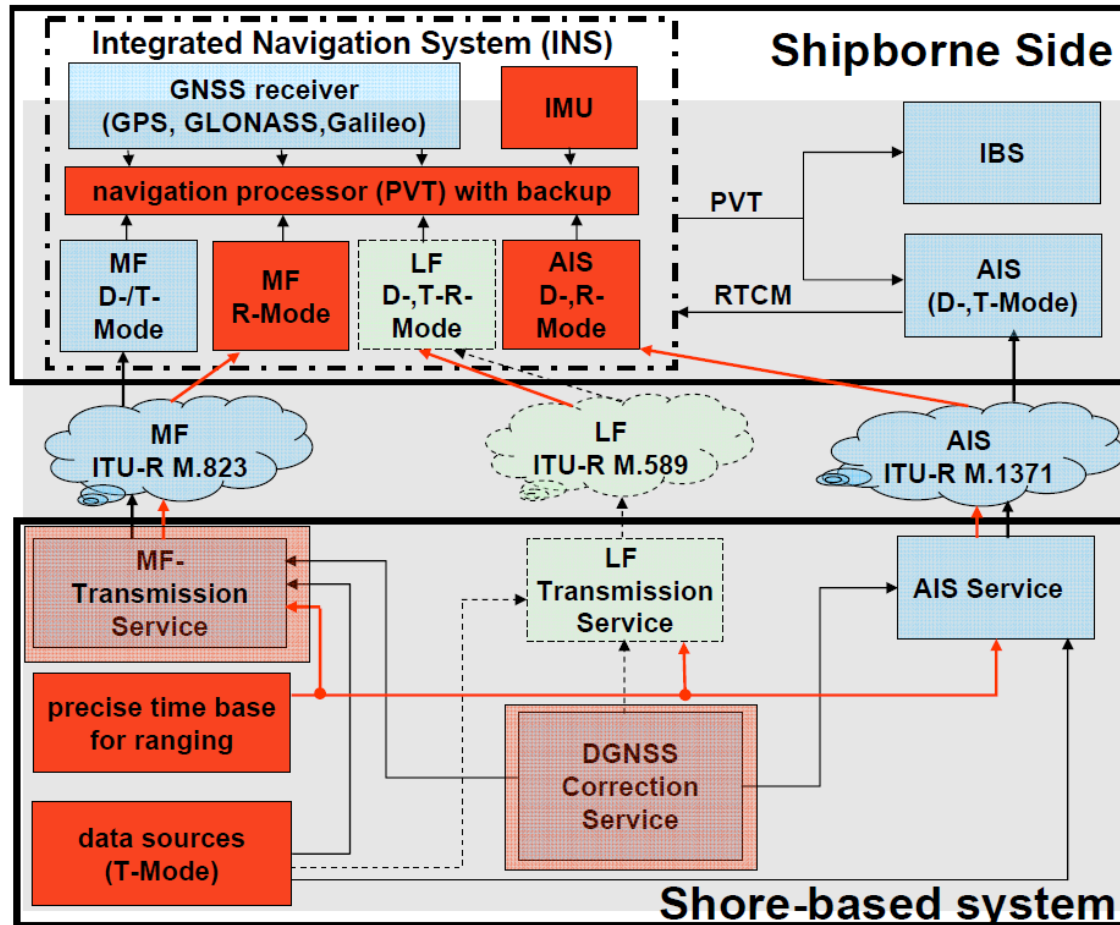 Integrated Navigation System (INS)
Shipborne Side
GNSS receiver
(GPS, GLONASS,Galileo)
IMU
IBS
navigation processor (PVT) with backup
PVT
MF
D-/T-
Mode
MF
R-Mode
LF
D-,T-R-
Mode
AIS
D-,R-
Mode
AIS
(D-,T-Mode)
RTCM
MF
ITU-R M.823
LF
ITU-R M.589
AIS
ITU-R M.1371
MF-
Transmission
Service
LF
Transmission
Service
AIS Service
precise time base
for ranging
DGNSS
Correction
Service
data sources
(T-Mode)
Shore-based system